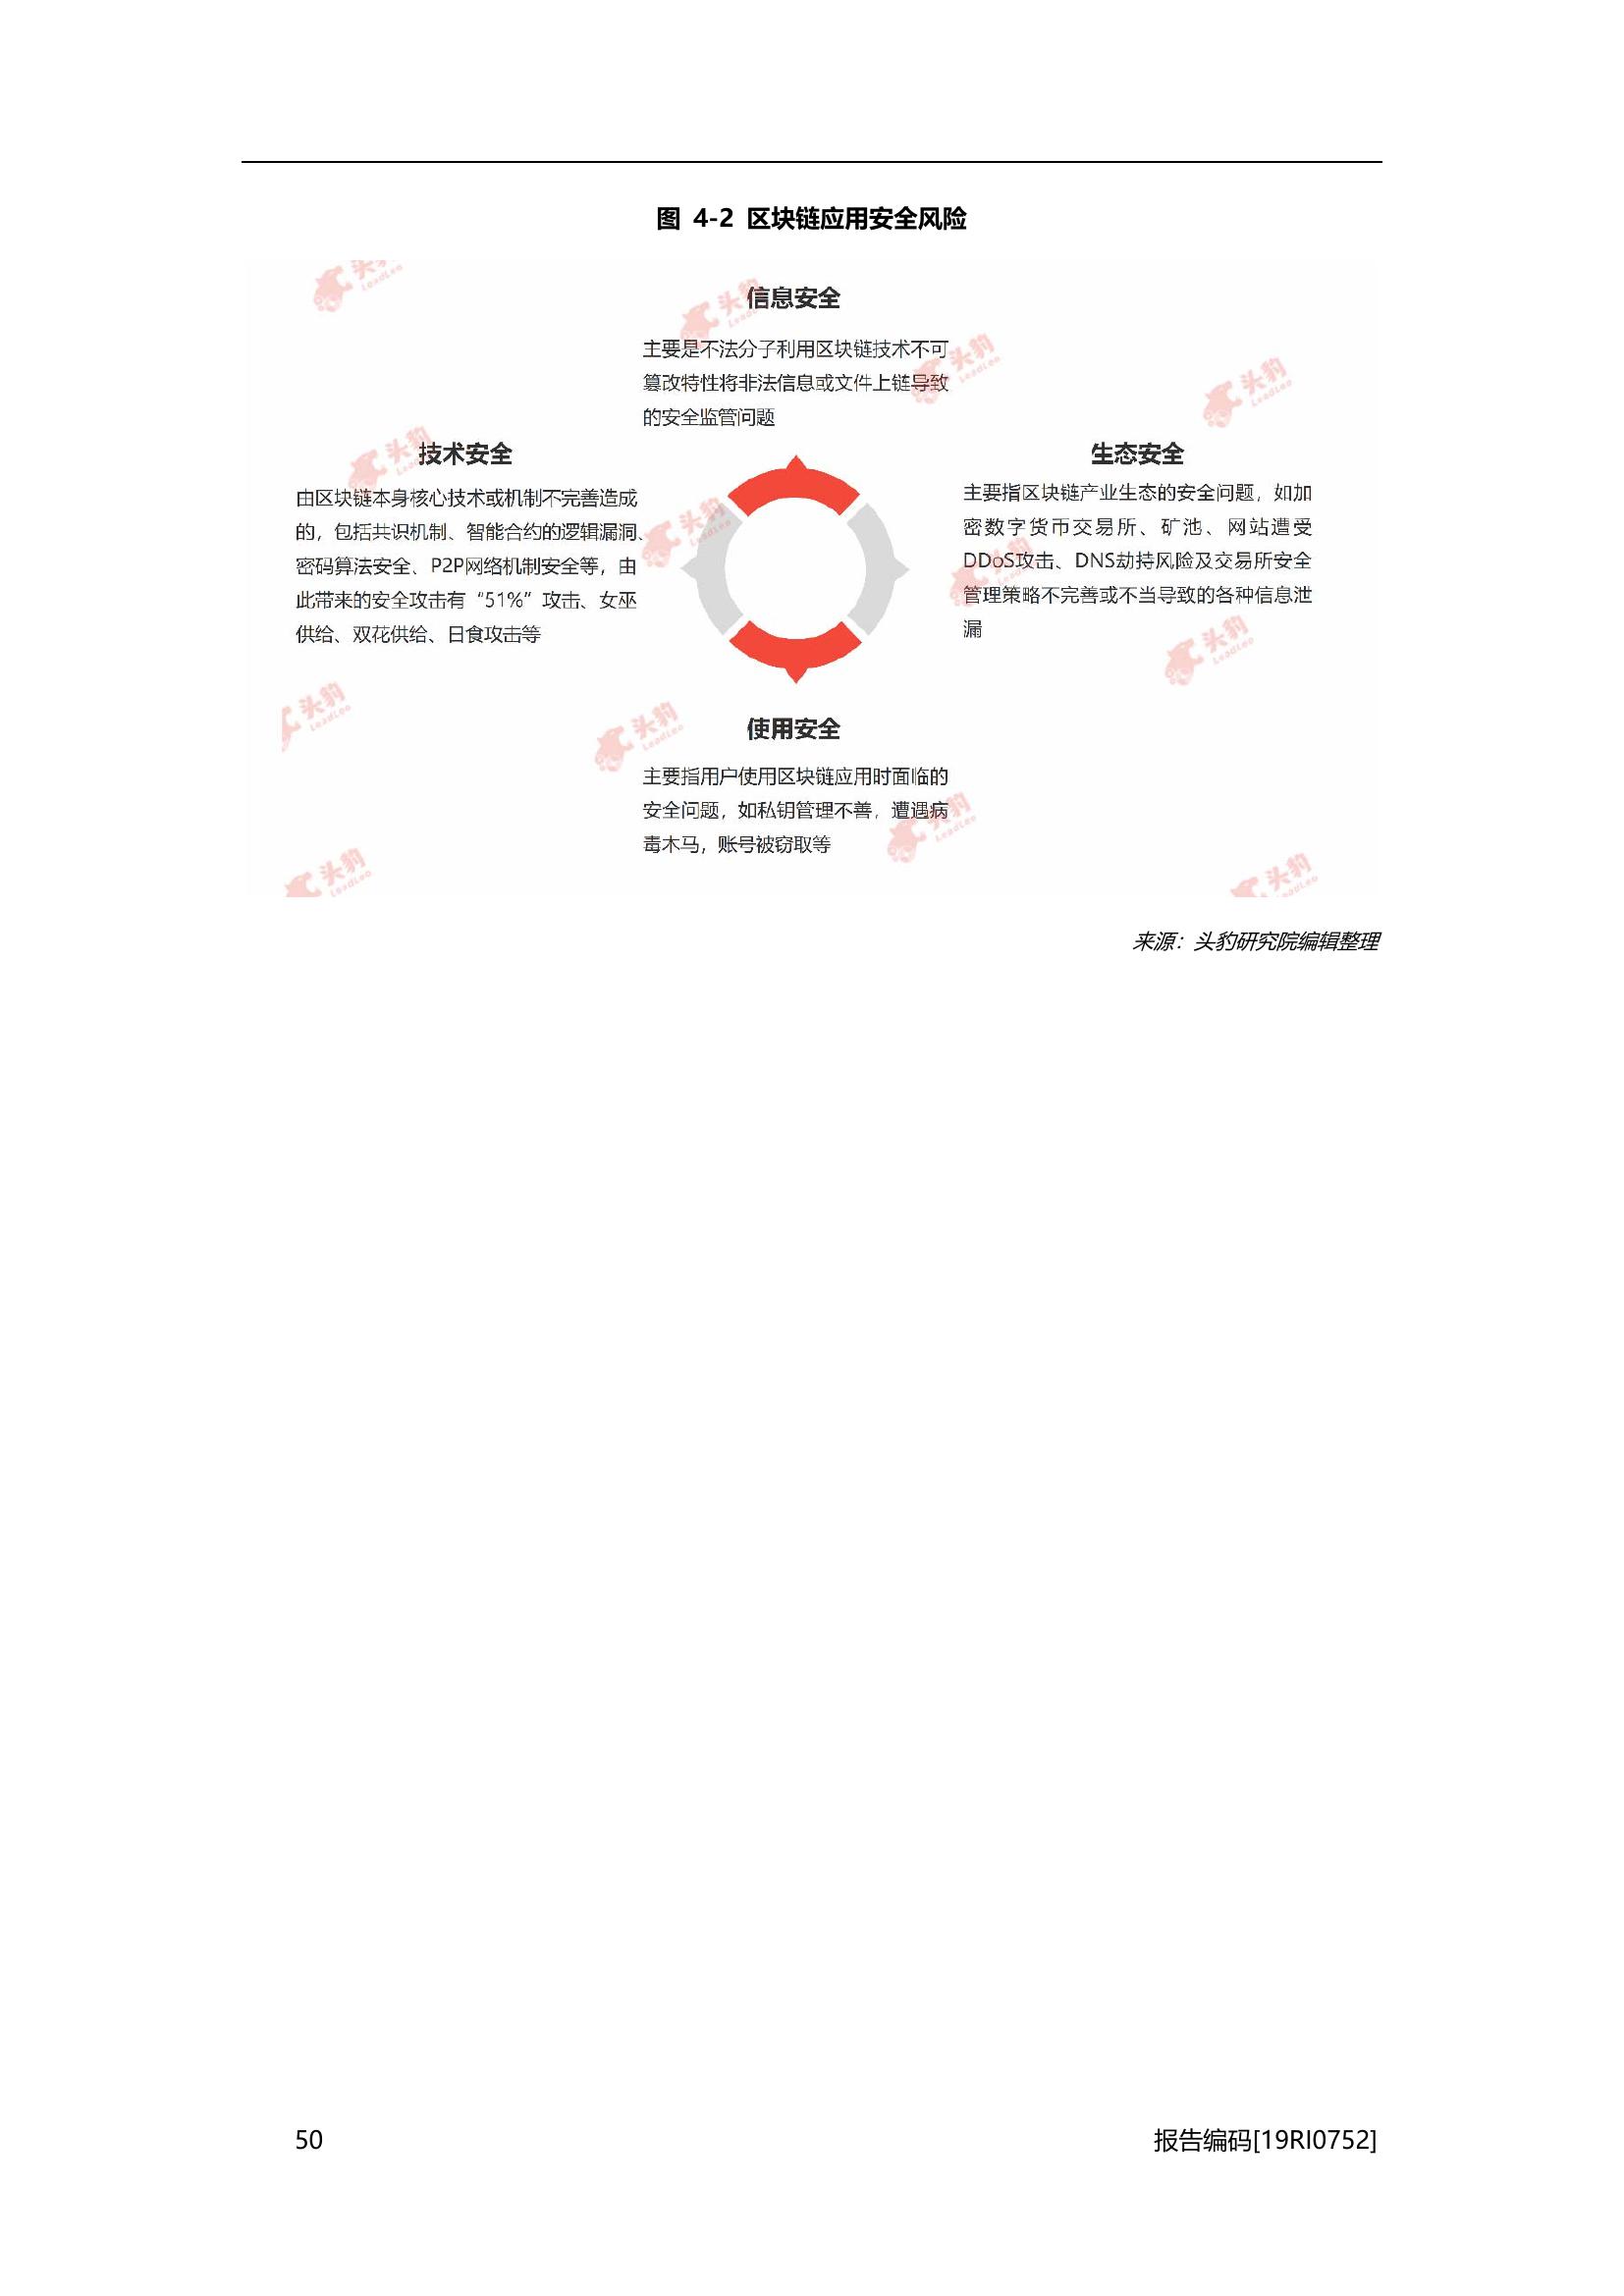 图 4-2 区块链应用安全风险
信息安全
主要是不法分子利用区块链技术不可
篡改特性将非法信息或文件上链导致
的安全监管问题
技术安全
由区块链本身核心技术或机制不完善造成
的，包括共识机制、智能合约的逻辑漏洞、
密码算法安全、P2P网络机制安全等，由
此带来的安全攻击有“51%”攻击、女巫
供给、双花供给、日食攻击等
生态安全
主要指区块链产业生态的安全问题，如加
密数字货币交易所、矿池、网站遭受
DDoS攻击、DNS劫持风险及交易所安全
管理策略不完善或不当导致的各种信息泄
漏
使用安全
主要指用户使用区块链应用时面临的
安全问题，如私钥管理不善，遭遇病
毒木马，账号被窃取等
头豹
LeadLeo
来源：头豹研究院编辑整理
50
报告编码[19RI0752]